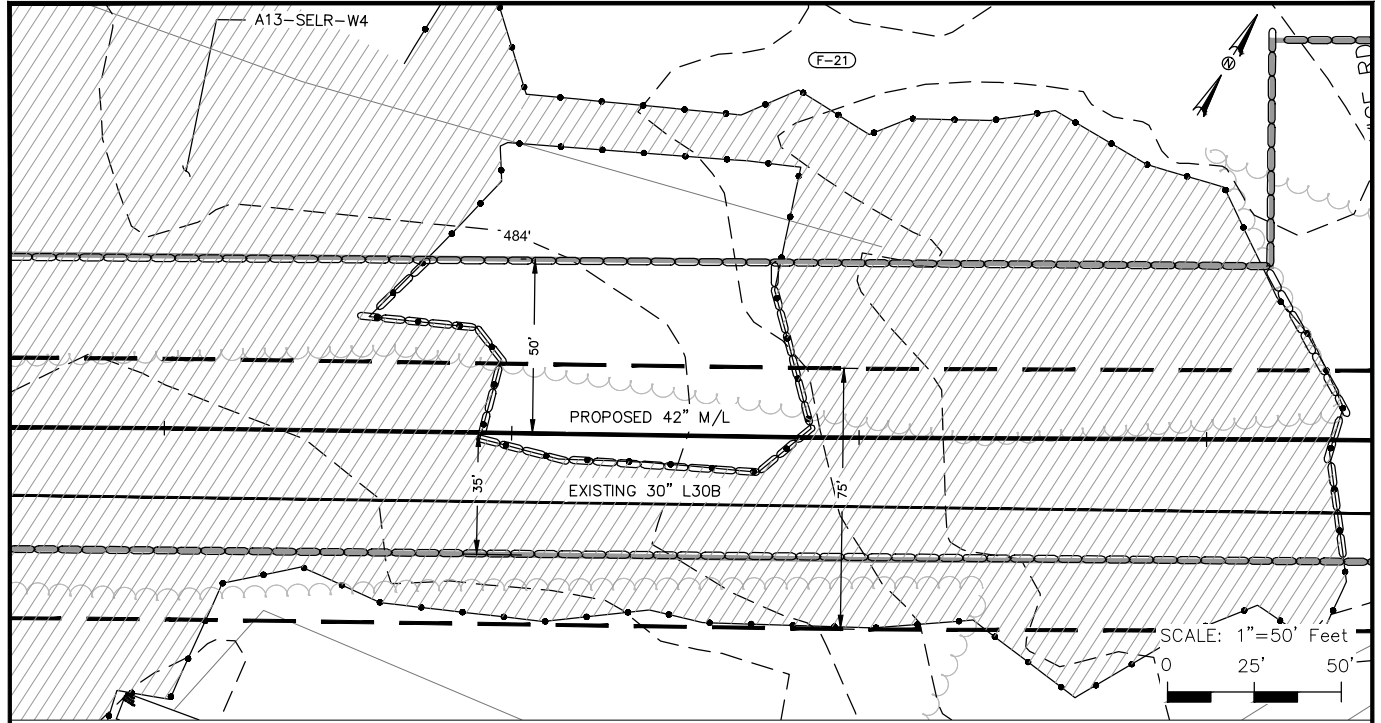 A13-SELR-W4
F-21
N
484'
50'
PROPOSED 42" M/L
35'
75'
EXISTING 30" L30B
SCALE: 1"=50' Feet
0 25' 50'